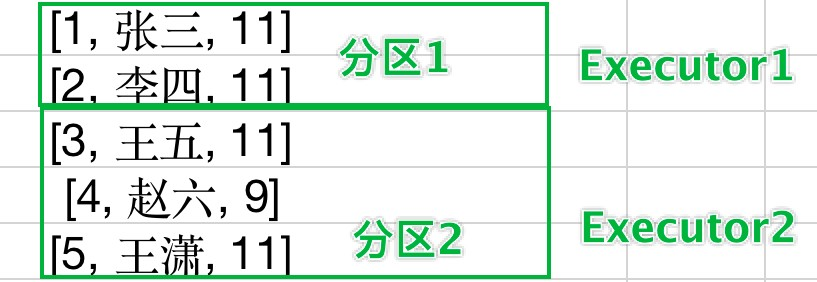 [1, 张三, 11]
分区1
Executor1
[2, 李四, 11]
[3, 王五, 11]
[4, 赵六, 9]
分区2
Executor2
[5, 王潇, 11]